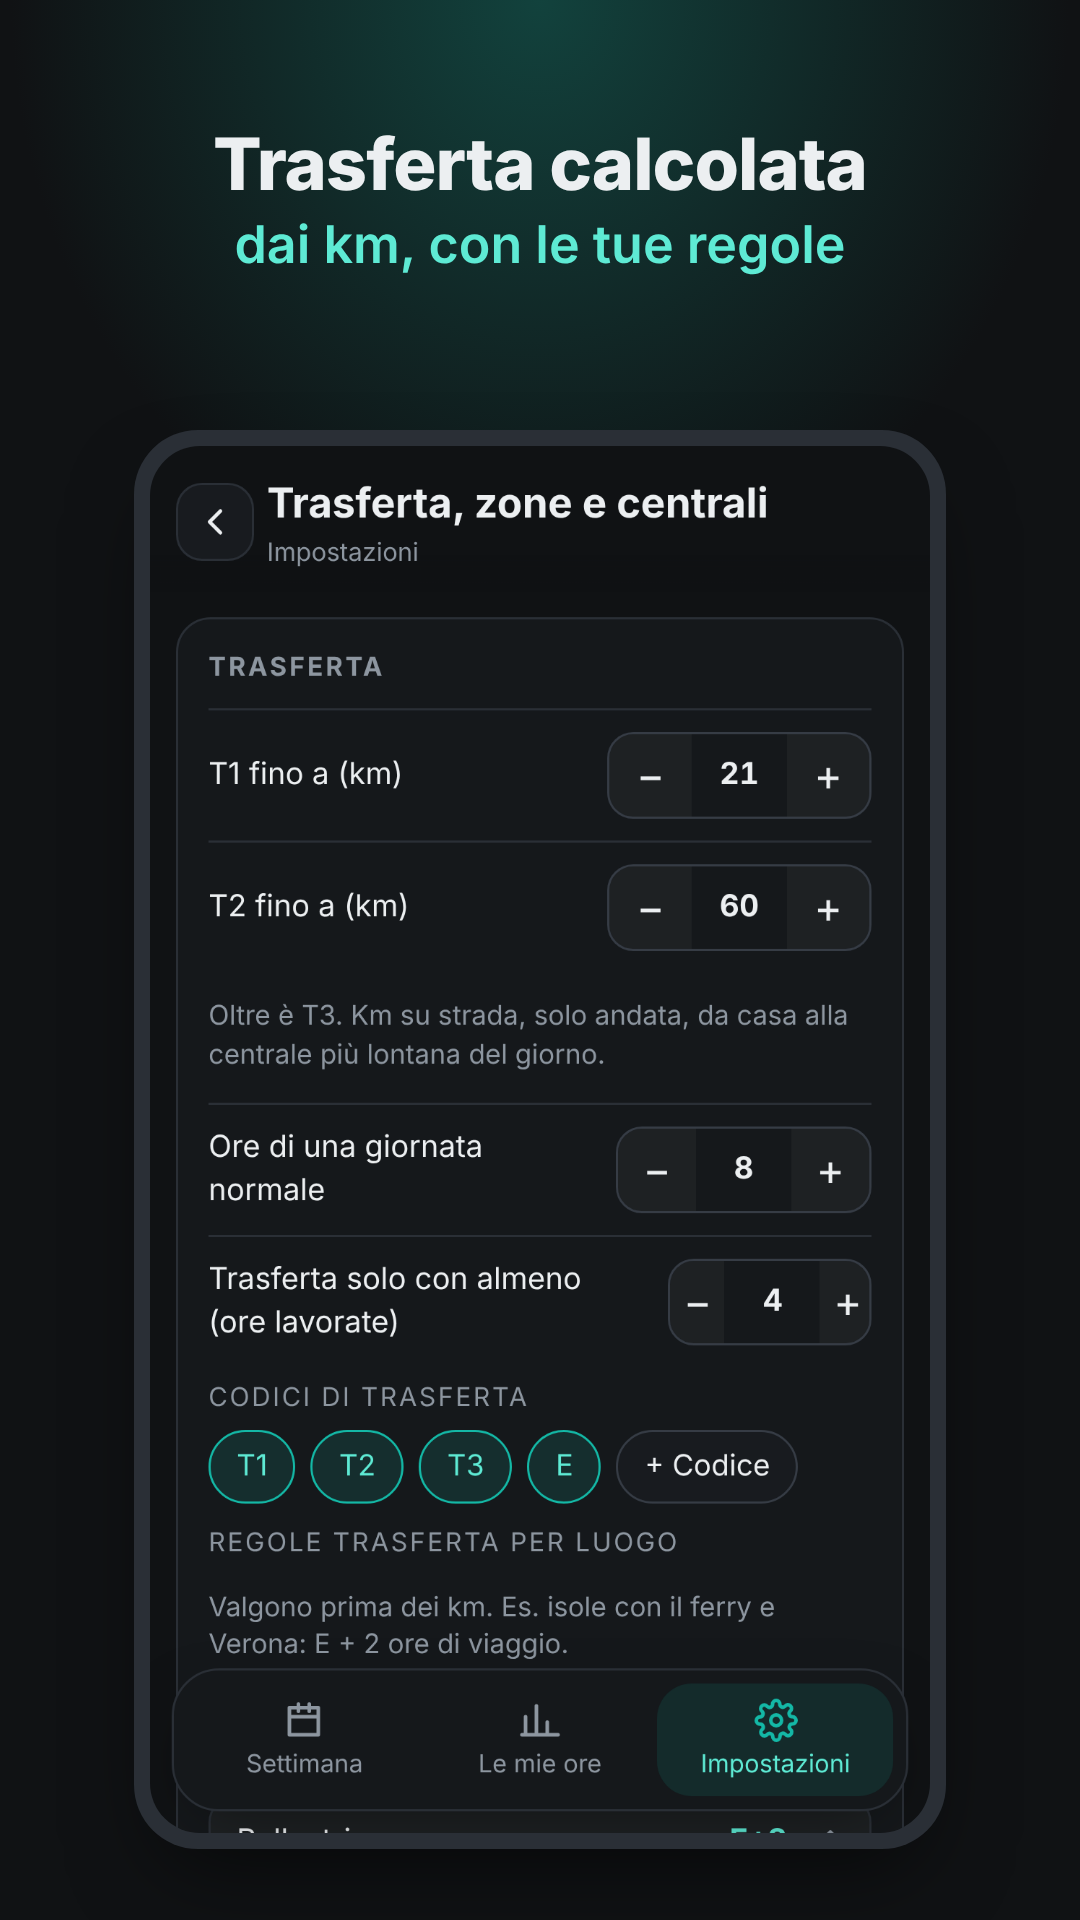 Trasferta calcolata
dai km, con le tue regole
Trasferta, zone e centrali
Impostazioni
TRASFERTA
T1 fino a (km)
− 21 +
T2 fino a (km)
− 60 +
Oltre è T3. Km su strada, solo andata, da casa alla
centrale più lontana del giorno.
Ore di una giornata
normale
− 8 +
Trasferta solo con almeno
(ore lavorate)
− 4 +
CODICI DI TRASFERTA
T1 T2 T3 E + Codice
REGOLE TRASFERTA PER LUOGO
Valgono prima dei km. Es. isole con il ferry e
Verona: E + 2 ore di viaggio.
Settimana Le mie ore Impostazioni